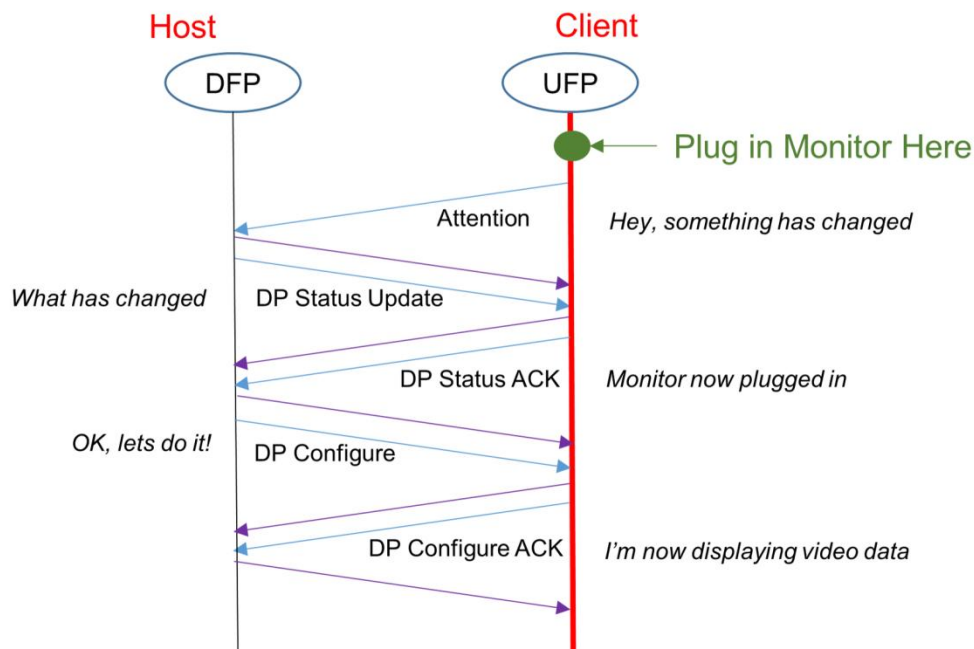 Host
Client
DFP
UFP
Plug in Monitor Here
Attention
Hey, something has changed
What has changed
DP Status Update
DP Status ACK
Monitor now plugged in
OK, lets do it!
DP Configure
DP Configure ACK
I'm now displaying video data